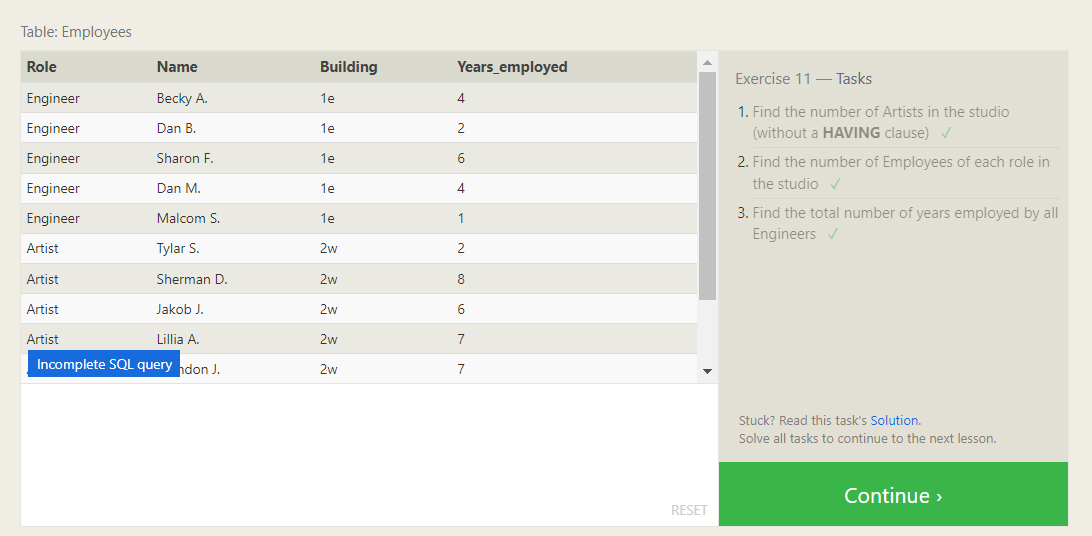 Table: Employees
Role Name Building Years_employed
Engineer Becky A. 1e 4
Engineer Dan B. 1e 2
Engineer Sharon F. 1e 6
Engineer Dan M. 1e 4
Engineer Malcom S. 1e 1
Artist Tylar S. 2w 2
Artist Sherman D. 2w 8
Artist Jakob J. 2w 6
Artist Lillia A. 2w 7
J. 2w 7
Incomplete SQL query
RESET
Exercise 11 — Tasks
1. Find the number of Artists in the studio
(without a HAVING clause) ✓
2. Find the number of Employees of each role in
the studio ✓
3. Find the total number of years employed by all
Engineers ✓
Stuck? Read this task's Solution.
Solve all tasks to continue to the next lesson.
Continue ›